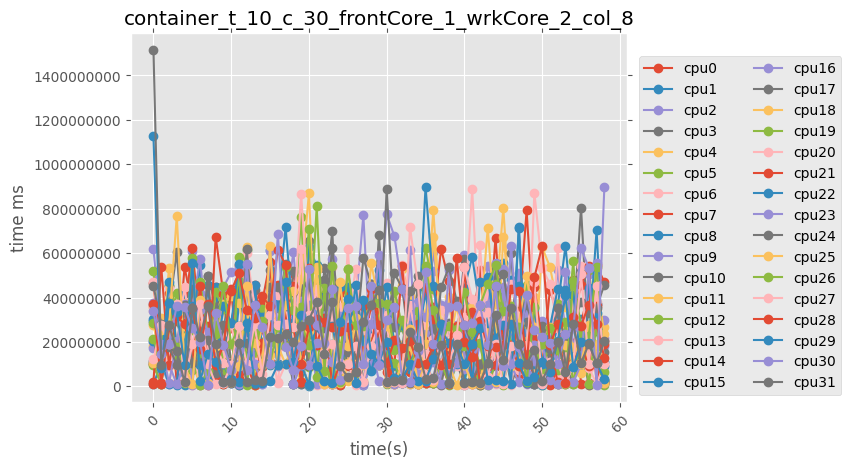 container_t_10_c_30_frontCore_1_wrkCore_2_col_8
1400000000
1200000000
1000000000
800000000
600000000
400000000
200000000
0
time ms
0 10 20 30 40 50 60
time(s)
cpu0 cpu16
cpu1 cpu17
cpu2 cpu18
cpu3 cpu19
cpu4 cpu20
cpu5 cpu21
cpu6 cpu22
cpu7 cpu23
cpu8 cpu24
cpu9 cpu25
cpu10 cpu26
cpu11 cpu27
cpu12 cpu28
cpu13 cpu29
cpu14 cpu30
cpu15 cpu31